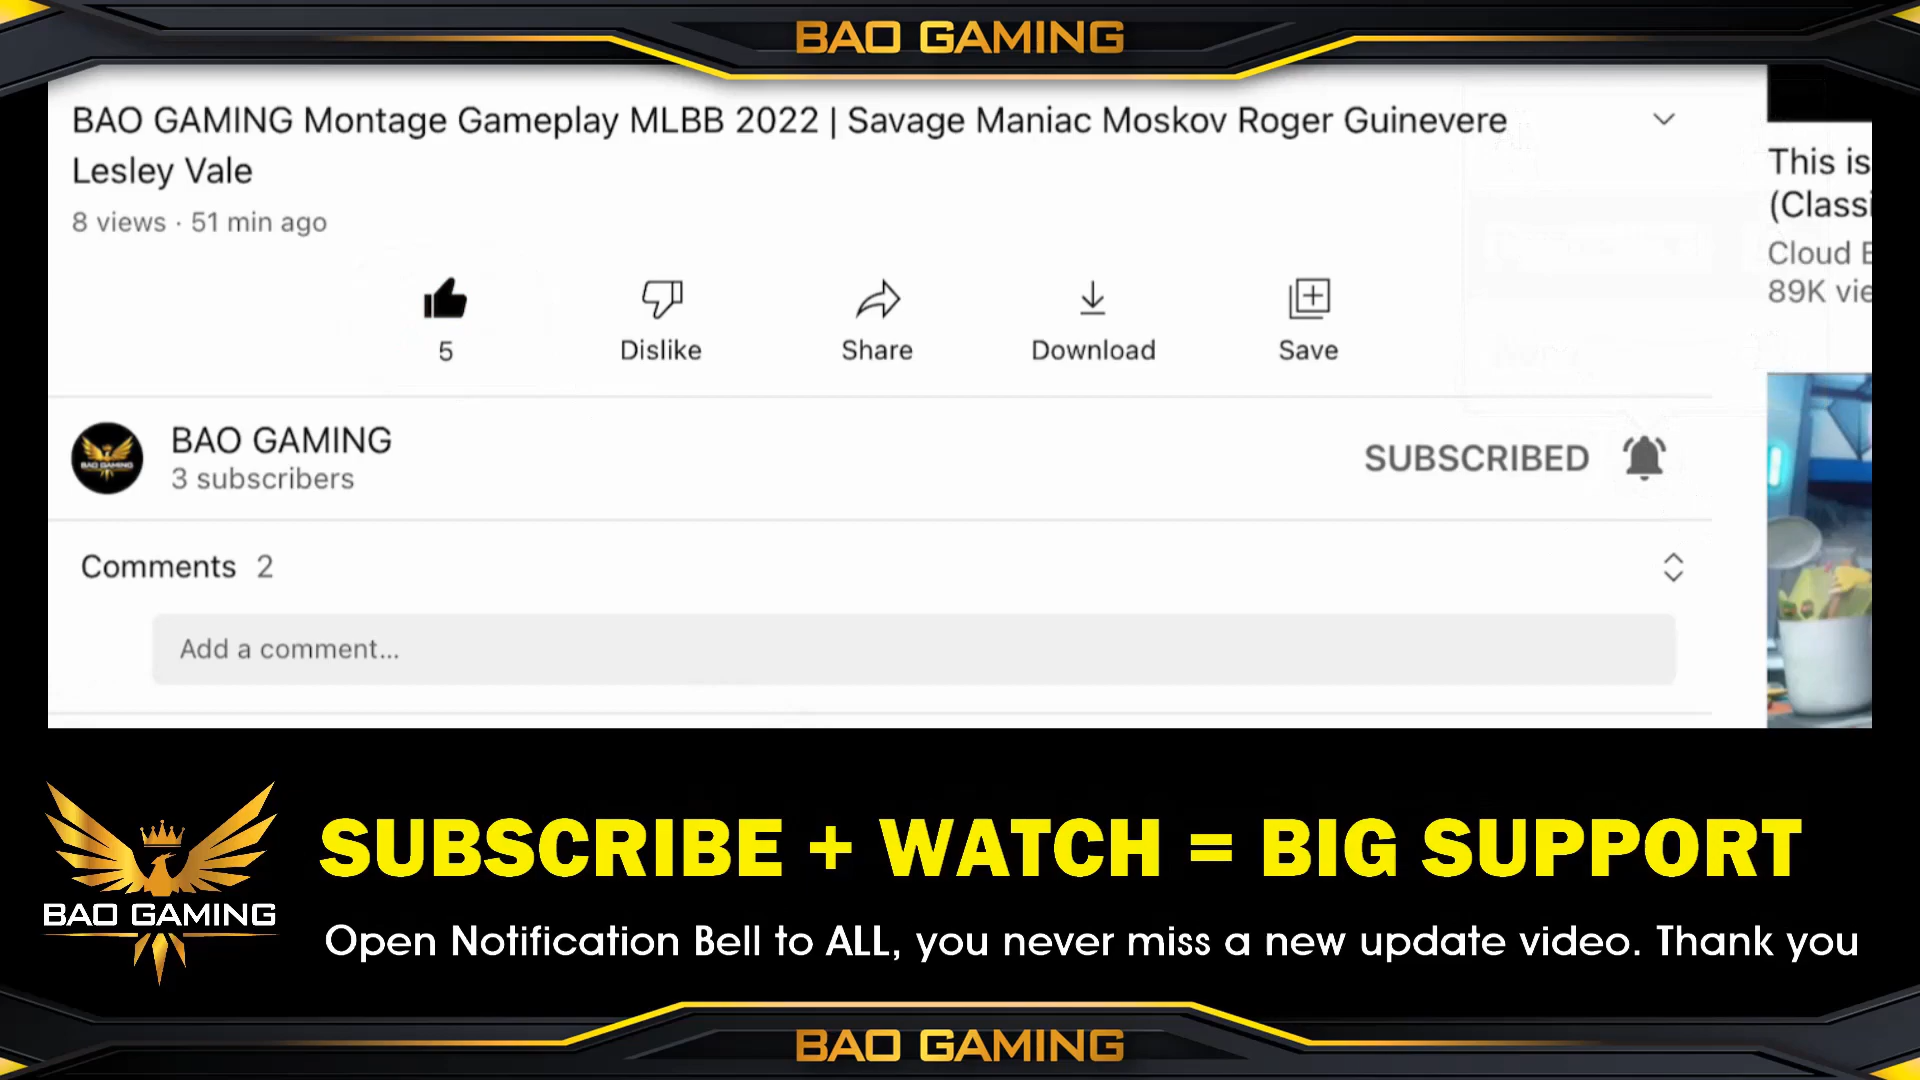 BAO GAMING
BAO GAMING Montage Gameplay MLBB 2022 | Savage Maniac Moskov Roger Guinevere
Lesley Vale
8 views · 51 min ago
5
Dislike
Share
Download
Save
This is
(Classi
Cloud
89K vie
BAO GAMING
BAO GAMING
3 subscribers
SUBSCRIBED
Comments 2
Add a comment...
BAO GAMING
SUBSCRIBE + WATCH = BIG SUPPORT
Open Notification Bell to ALL, you never miss a new update video. Thank you
BAO GAMING